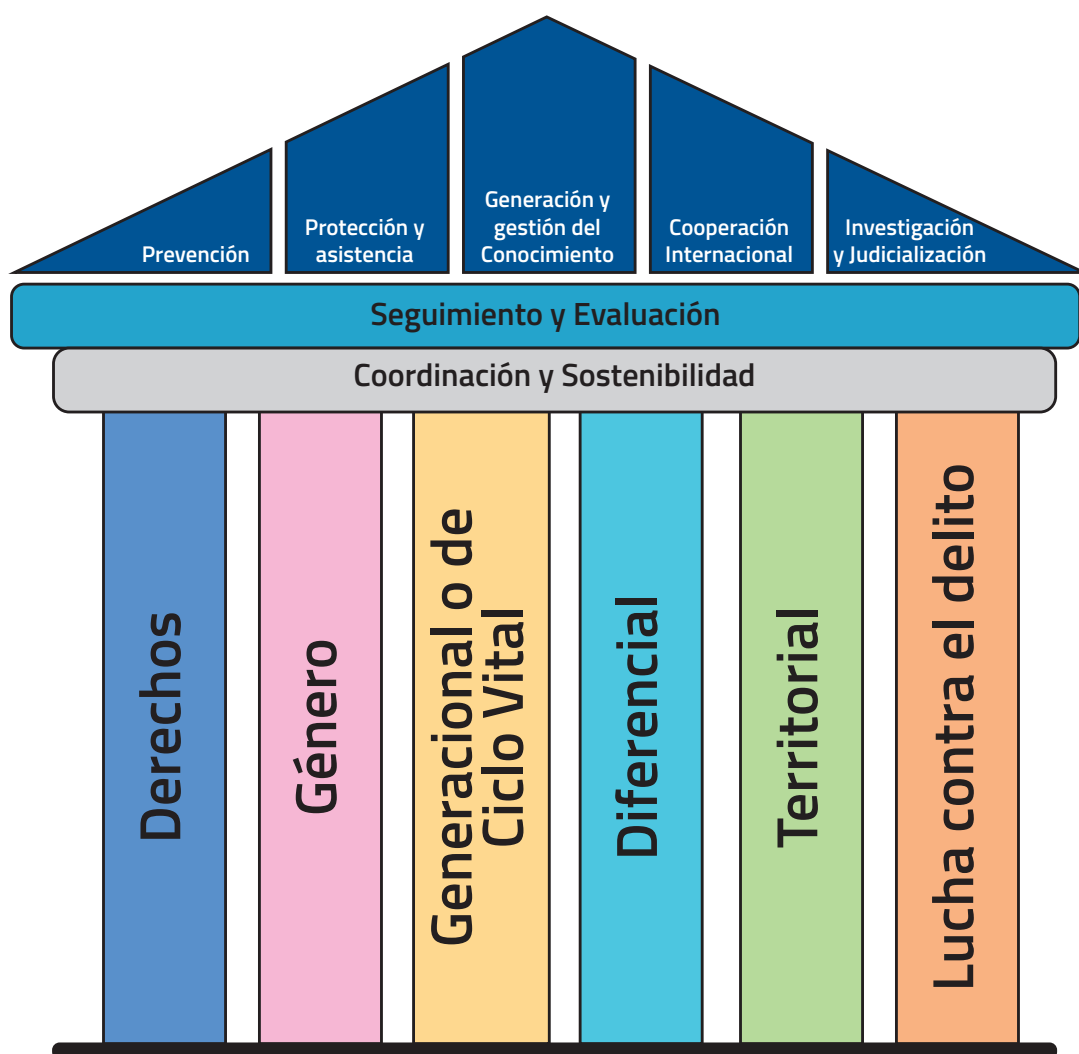 Prevención
Protección y
asistencia
Generación y
gestión del
Conocimiento
Cooperación
Internacional
Investigación
y Judicialización
Seguimiento y Evaluación
Coordinación y Sostenibilidad
Derechos
Género
Generacional o de
Ciclo Vital
Diferencial
Territorial
Lucha contra el delito